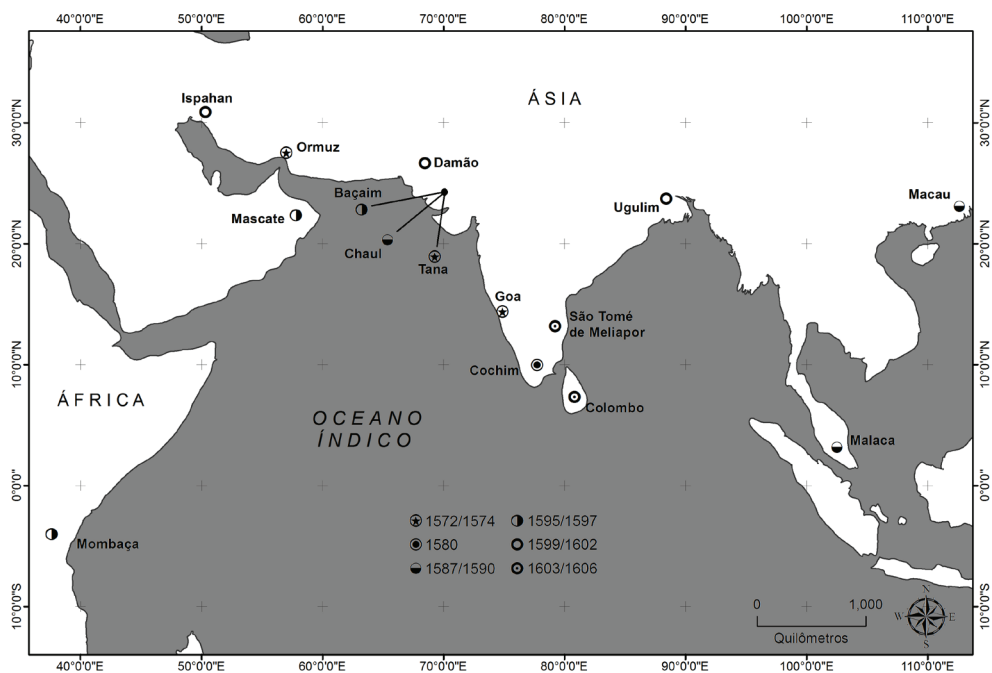 40°0'0"E 50°0'0"E 60°0'0"E 70°0'0"E 80°0'0"E 90°0'0"E 100°0'0"E 110°0'0"E
Ispahan
ÁSIA
30°0'0"N 30°0'0"N
Ormuz
Damão
Baçaim
Mascate
Ugulim
Macau
20°0'0"N 20°0'0"N
Chaul
Tana
Goa
São Tomé
de Meliapor
10°0'0"N 10°0'0"N
Cochim
ÁFRICA
Colombo
OCEANO
ÍNDICO
Malaca
0°0'0" 0°0'0"
Mombaça
1572/1574 1595/1597
1580 1599/1602
1587/1590 1603/1606
10°0'0"S 10°0'0"S
0 1,000
Quilômetros
N
W E
S
40°0'0"E 50°0'0"E 60°0'0"E 70°0'0"E 80°0'0"E 90°0'0"E 100°0'0"E 110°0'0"E